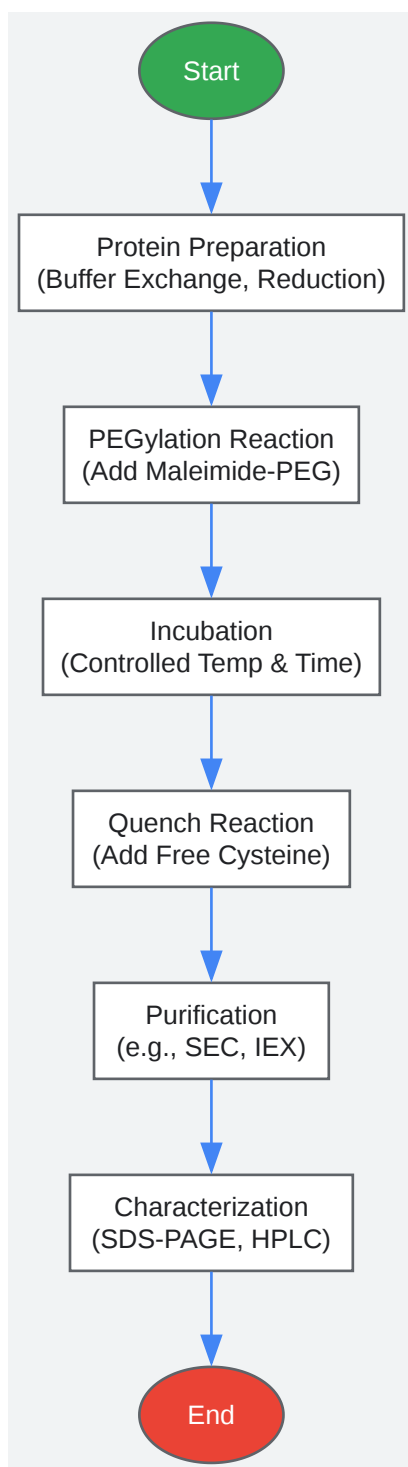 Start
Protein Preparation
(Buffer Exchange, Reduction)
PEGylation Reaction
(Add Maleimide-PEG)
Incubation
(Controlled Temp & Time)
Quench Reaction
(Add Free Cysteine)
Purification
(e.g., SEC, IEX)
Characterization
(SDS-PAGE, HPLC)
End